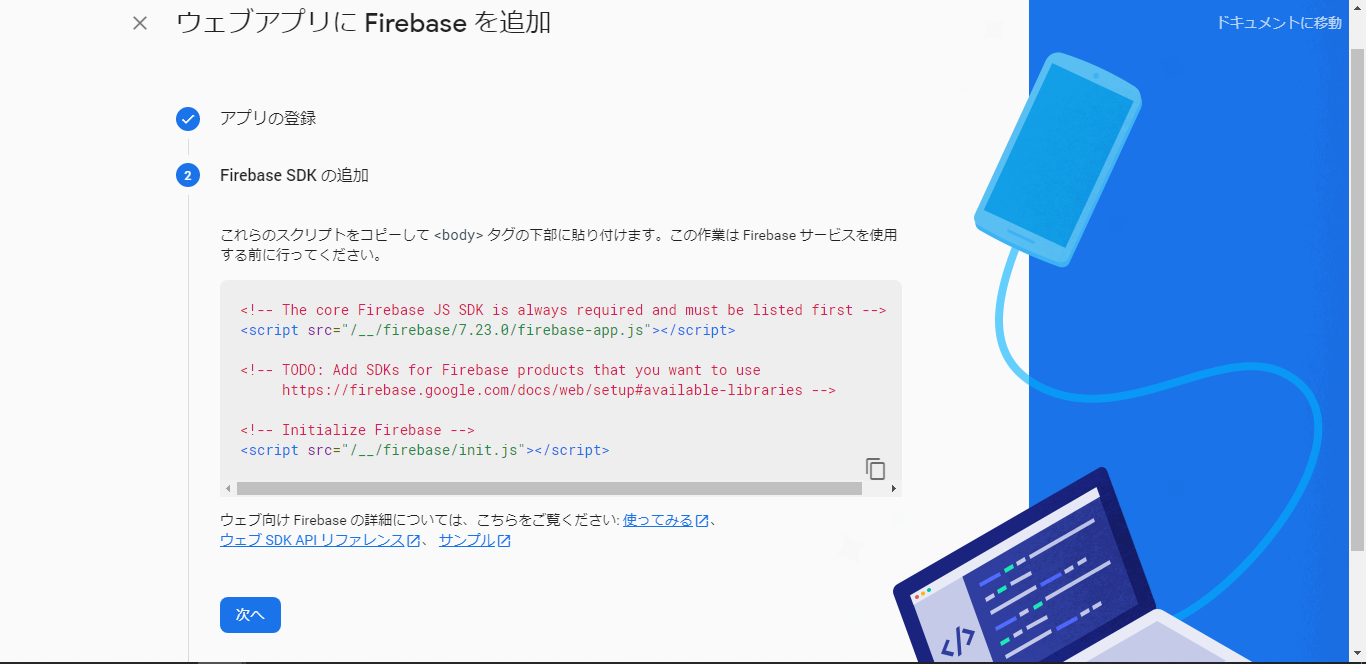 ウェブアプリに Firebase を追加
ドキュメントに移動
アプリの登録
2
Firebase SDK の追加
これらのスクリプトをコピーして <body> タグの下部に貼り付けます。この作業は Firebase サービスを使用
する前に行ってください。
<!-- The core Firebase JS SDK is always required and must be listed first -->
<script src="/__/firebase/7.23.0/firebase-app.js"></script>
<!-- TODO: Add SDKs for Firebase products that you want to use
https://firebase.google.com/docs/web/setup#available-libraries -->
<!-- Initialize Firebase -->
<script src="/__/firebase/init.js"></script>
ウェブ向け Firebase の詳細については、こちらをご覧ください: 使ってみる、
ウェブ SDK API リファレンス、 サンプル
次へ
</>